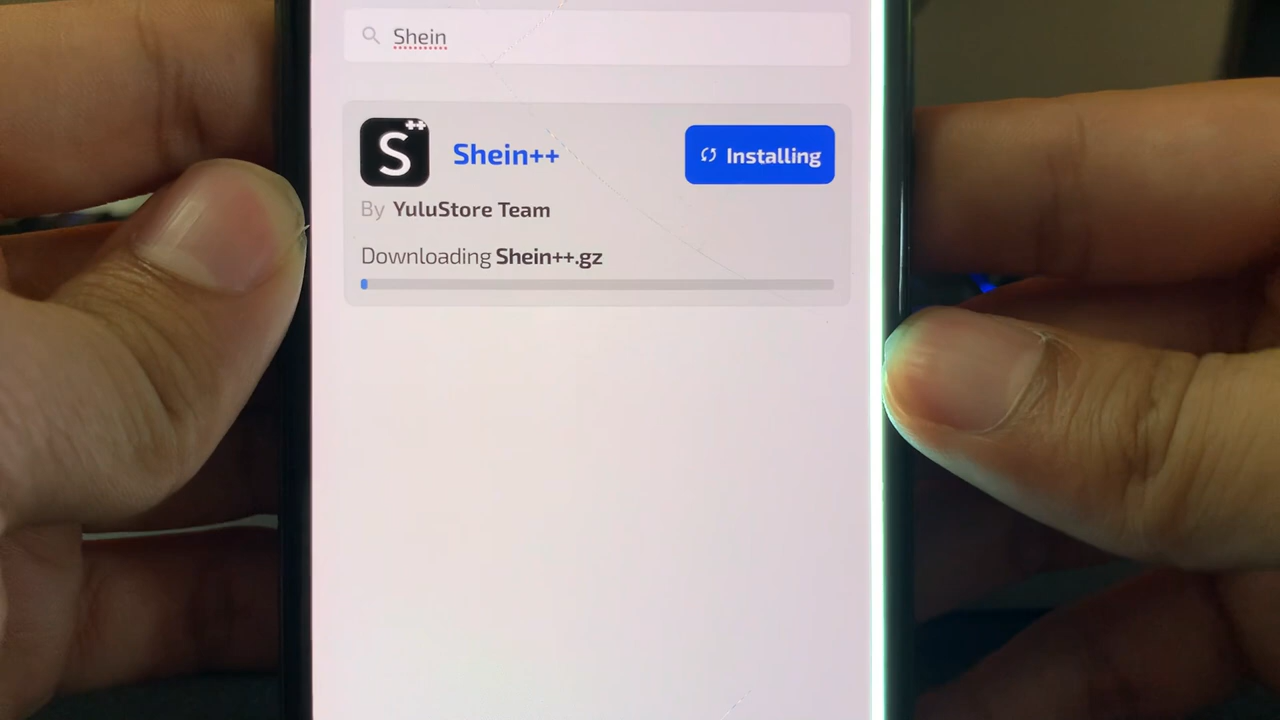 Shein
S++
Shein++
Installing
By YuluStore Team
Downloading Shein++.gz